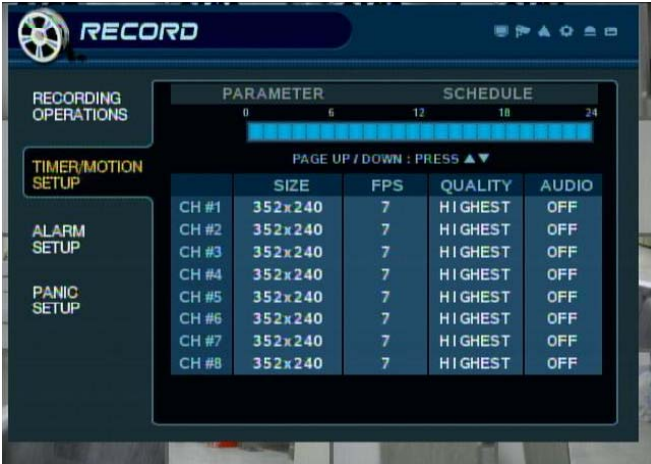 RECORD
RECORDING
OPERATIONS
TIMER/MOTION
SETUP
ALARM
SETUP
PANIC
SETUP
PARAMETER SCHEDULE
0 6 12 18 24
PAGE UP / DOWN : PRESS ▲▼
SIZE FPS QUALITY AUDIO
CH #1 352x240 7 HIGHEST OFF
CH #2 352x240 7 HIGHEST OFF
CH #3 352x240 7 HIGHEST OFF
CH #4 352x240 7 HIGHEST OFF
CH #5 352x240 7 HIGHEST OFF
CH #6 352x240 7 HIGHEST OFF
CH #7 352x240 7 HIGHEST OFF
CH #8 352x240 7 HIGHEST OFF